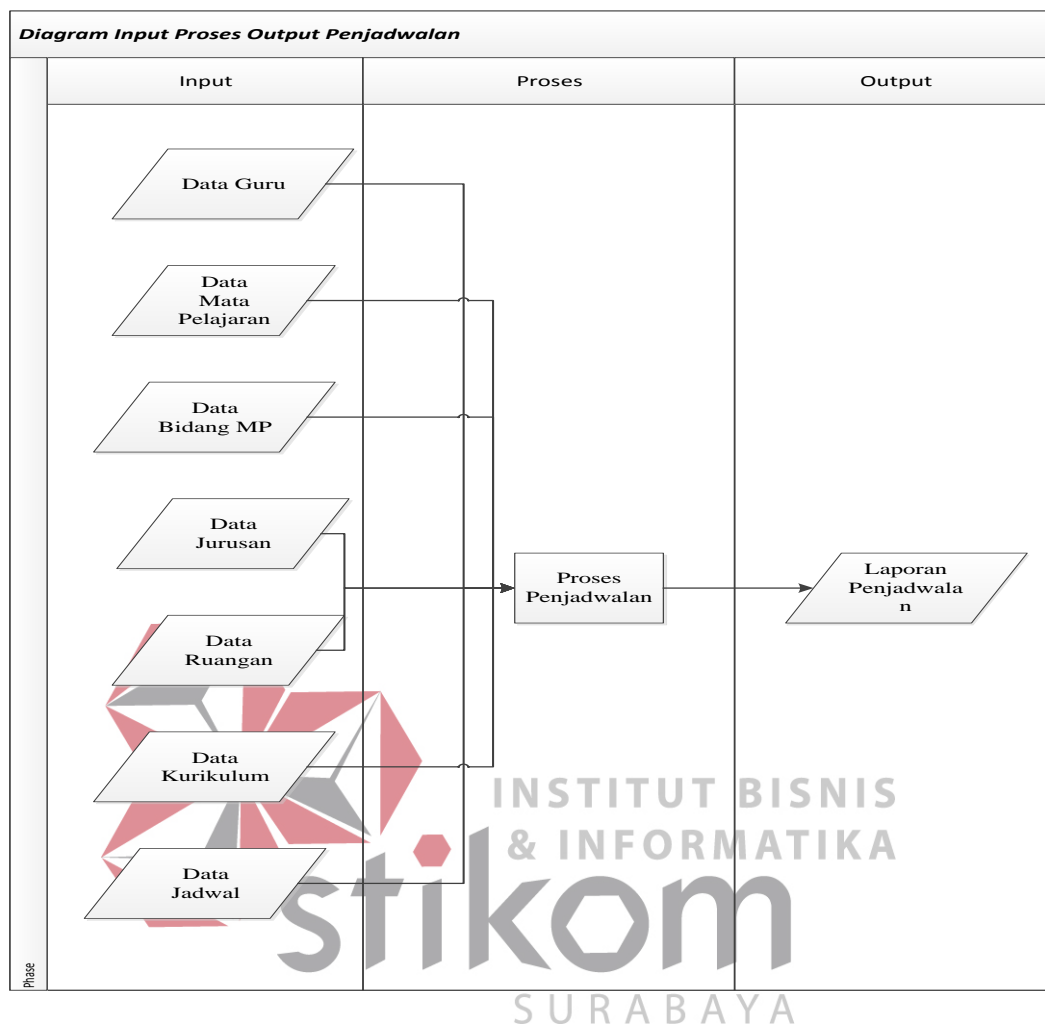 Diagram Input Proses Output Penjadwalan
Input
Proses
Output
Data Guru
Data
Mata
Pelajaran
Data
Bidang MP
Data
Jurusan
Data
Ruangan
Data
Kurikulum
Data
Jadwal
Proses
Penjadwalan
Laporan
Penjadwala
n
Phase
INSTITUT BISNIS
& INFORMATIKA
stikom
SURABAYA